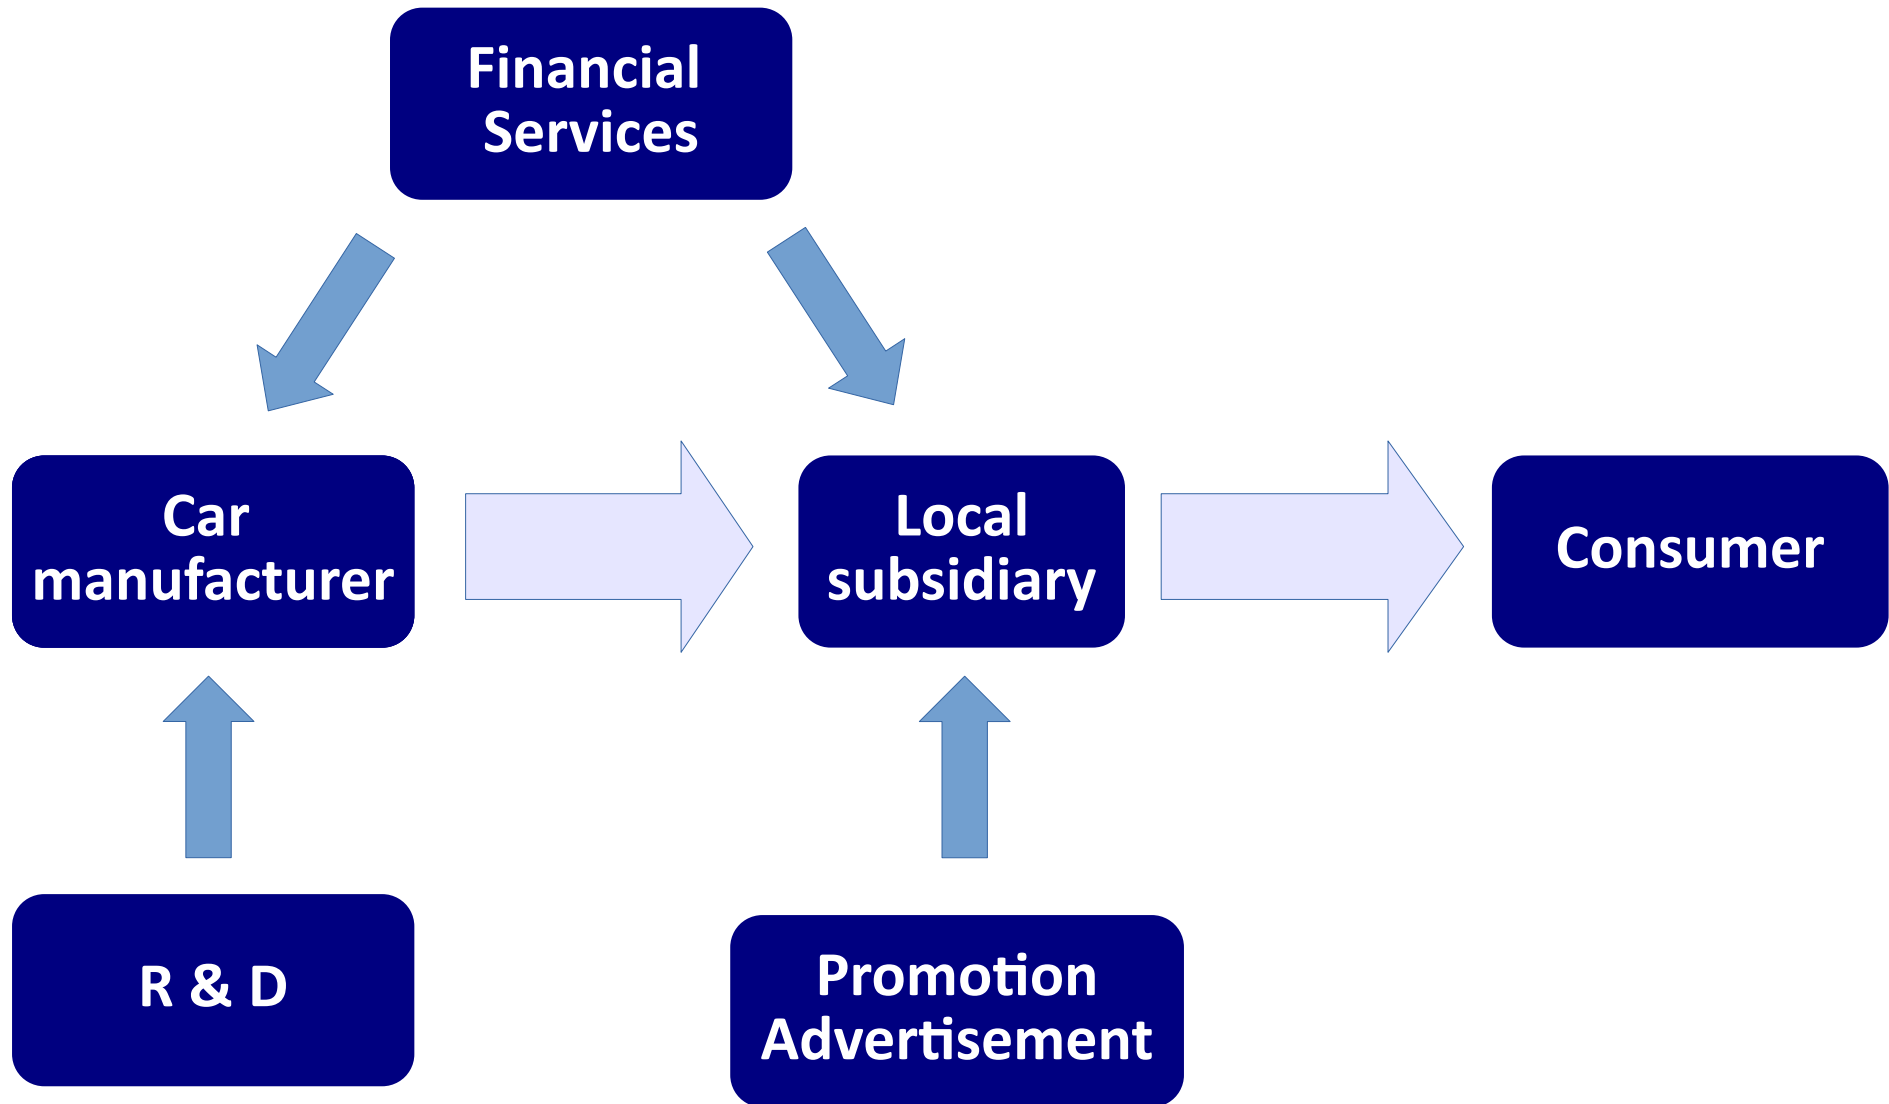 Financial
Services
Car
manufacturer
Local
subsidiary
Consumer
R & D
Promotion
Advertisement